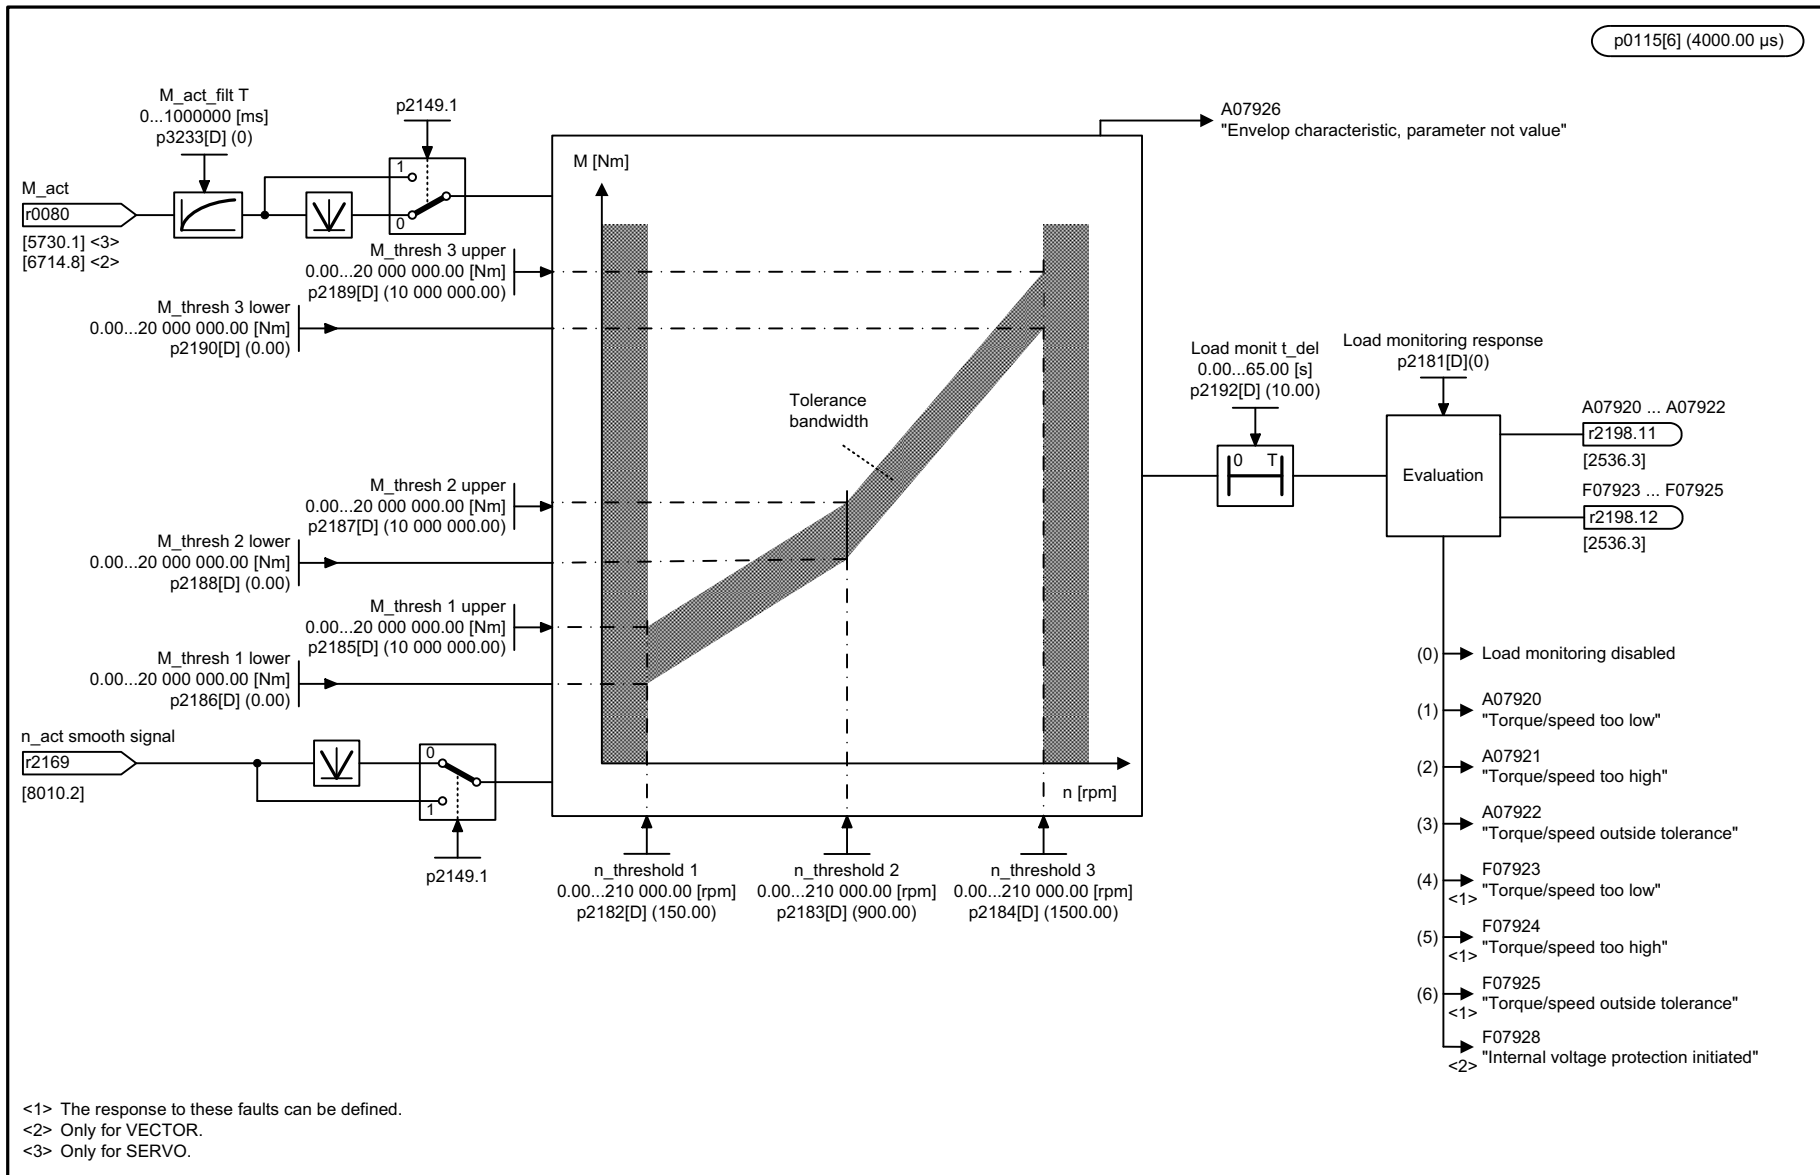 p0115[6] (4000.00 µs)
M_act_filt T
0...1000000 [ms]
p3233[D] (0)
p2149.1
A07926
"Envelop characteristic, parameter not value"
M [Nm]
1
0
M_act
r0080
[5730.1] <3>
[6714.8] <2>
M_thresh 3 upper
0.00...20 000 000.00 [Nm]
p2189[D] (10 000 000.00)
M_thresh 3 lower
0.00...20 000 000.00 [Nm]
p2190[D] (0.00)
Tolerance
bandwidth
Load monit t_del
0.00...65.00 [s]
p2192[D] (10.00)
Load monitoring response
p2181[D](0)
0 T
Evaluation
A07920 ... A07922
r2198.11
[2536.3]
F07923 ... F07925
r2198.12
[2536.3]
M_thresh 2 upper
0.00...20 000 000.00 [Nm]
p2187[D] (10 000 000.00)
M_thresh 2 lower
0.00...20 000 000.00 [Nm]
p2188[D] (0.00)
M_thresh 1 upper
0.00...20 000 000.00 [Nm]
p2185[D] (10 000 000.00)
M_thresh 1 lower
0.00...20 000 000.00 [Nm]
p2186[D] (0.00)
n_act smooth signal
r2169
[8010.2]
0
1
p2149.1
n [rpm]
n_threshold 1
0.00...210 000.00 [rpm]
p2182[D] (150.00)
n_threshold 2
0.00...210 000.00 [rpm]
p2183[D] (900.00)
n_threshold 3
0.00...210 000.00 [rpm]
p2184[D] (1500.00)
(0) Load monitoring disabled
(1) A07920
"Torque/speed too low"
(2) A07921
"Torque/speed too high"
(3) A07922
"Torque/speed outside tolerance"
(4) F07923
<1> "Torque/speed too low"
(5) F07924
<1> "Torque/speed too high"
(6) F07925
<1> "Torque/speed outside tolerance"
F07928
<2> "Internal voltage protection initiated"
<1> The response to these faults can be defined.
<2> Only for VECTOR.
<3> Only for SERVO.